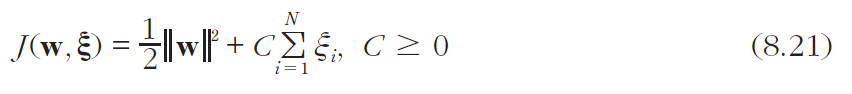 J(w, ξ) = 1/2 ‖w‖² + C ∑_{i=1}^{N} ξ_i, C ≥ 0 (8.21)